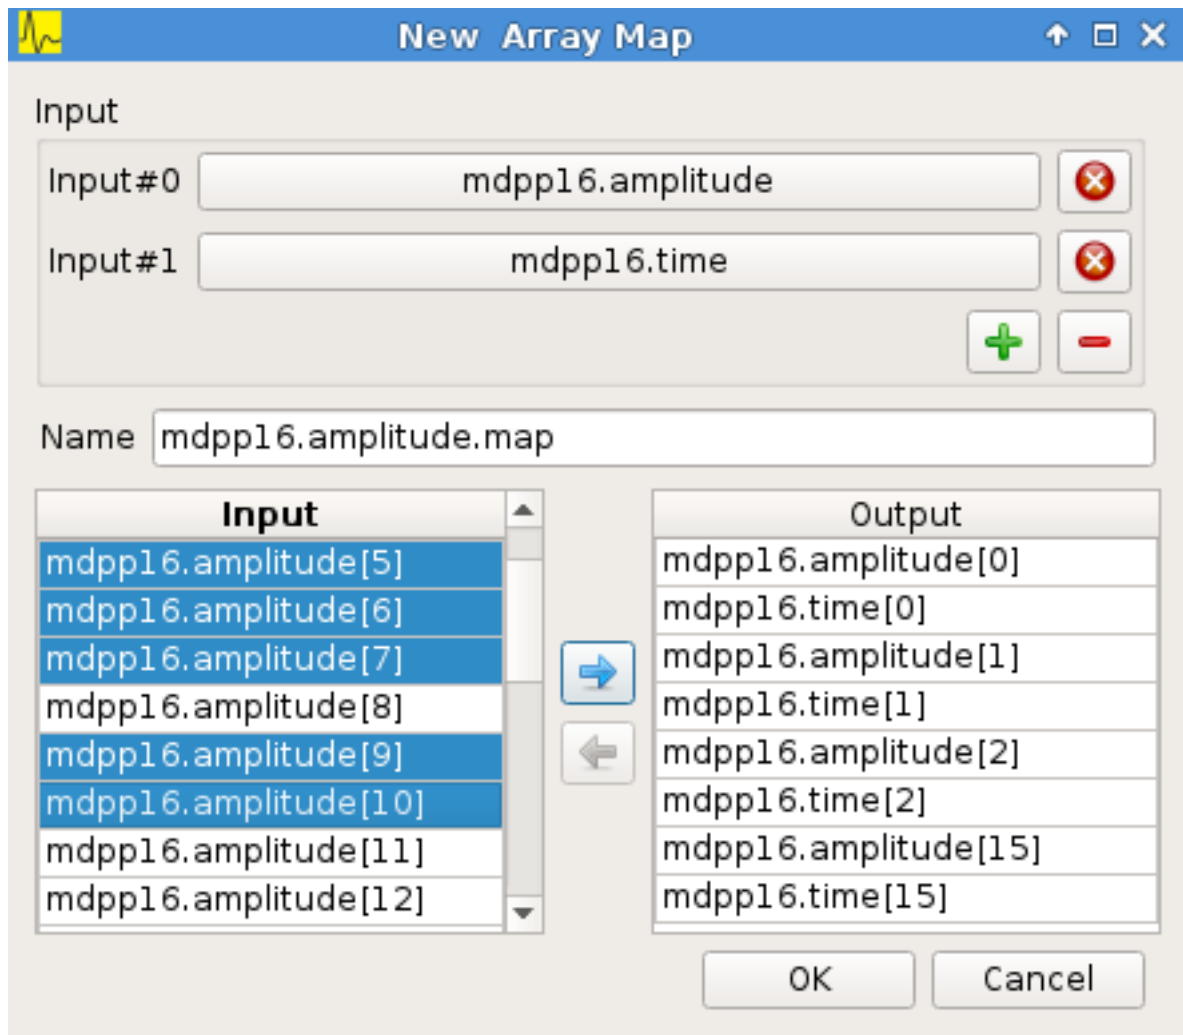 New Array Map
Input
Input#0 mdpp16.amplitude
Input#1 mdpp16.time
Name mdpp16.amplitude.map
Input
mdpp16.amplitude[5]
mdpp16.amplitude[6]
mdpp16.amplitude[7]
mdpp16.amplitude[8]
mdpp16.amplitude[9]
mdpp16.amplitude[10]
mdpp16.amplitude[11]
mdpp16.amplitude[12]
Output
mdpp16.amplitude[0]
mdpp16.time[0]
mdpp16.amplitude[1]
mdpp16.time[1]
mdpp16.amplitude[2]
mdpp16.time[2]
mdpp16.amplitude[15]
mdpp16.time[15]
OK Cancel